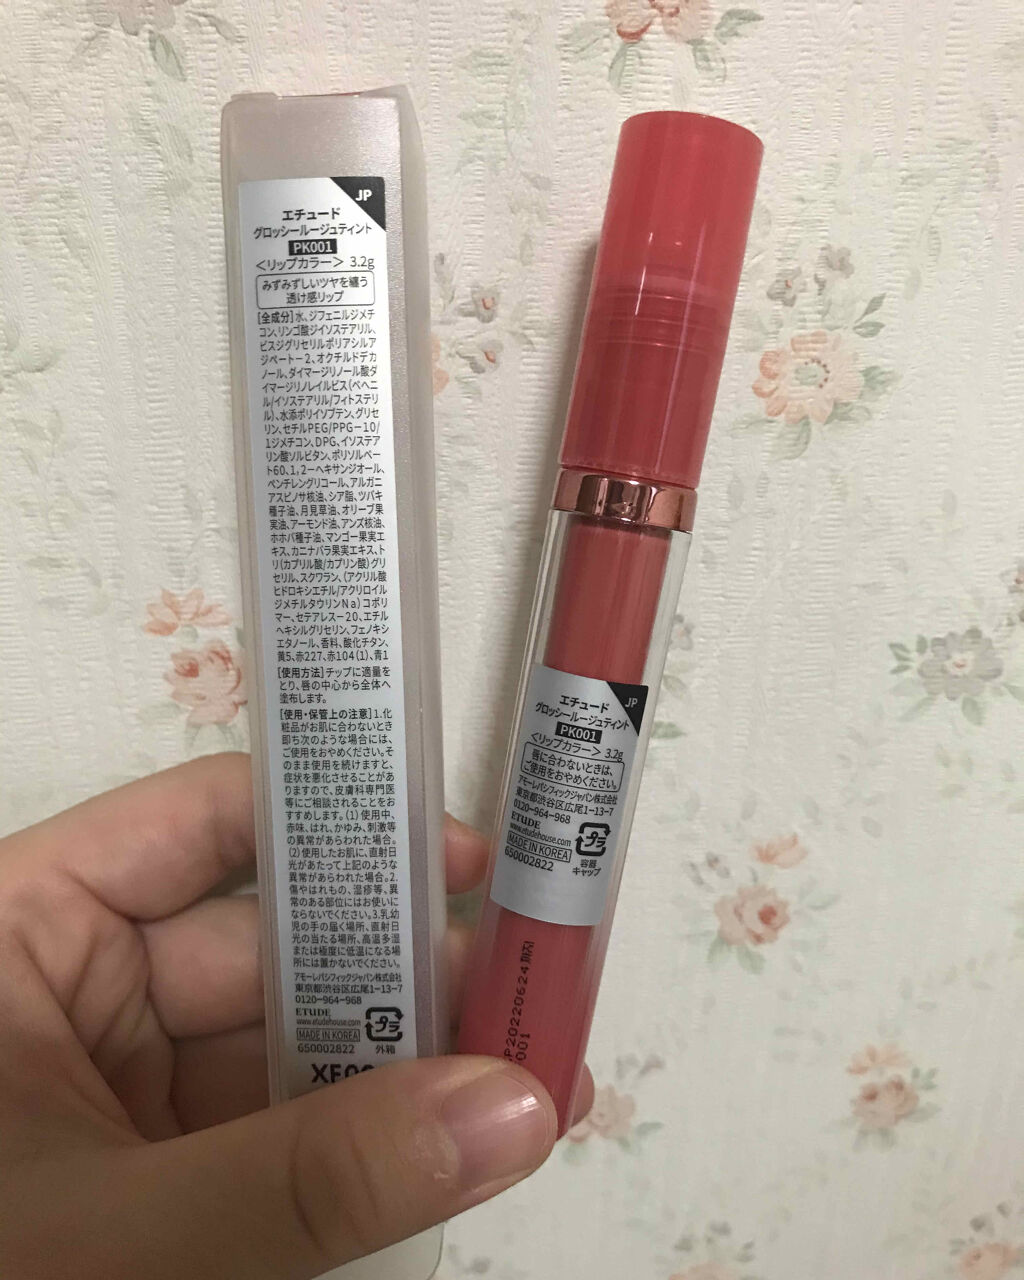 JP
エチュード
グロッシールージュティント
PK001
<リップカラー> 3.2g
みずみずしいツヤを纏う
透け感リップ
[全成分]水、ジフェニルジメチ
コン、リンゴ酸ジイソステアリル、
ビスジグリセリルポリアシルア
ジペート-2、オクチルドデカ
ノール、ダイマージリノール酸ダ
イマージリノレイルビス(ベヘニ
ル/イソステアリル/フィトステリ
ル)、水添ポリイソブテン、グリセ
リン、セチルPEG/PPG-10/
1ジメチコン、DPG、イソステア
リン酸ソルビタン、ポリソルベー
ト60、1,2-ヘキサンジオール、
ペンチレングリコール、アルガニ
アスピノサ核油、シア脂、ツバキ
種子油、月見草油、オリーブ果
実油、アーモンド油、アンズ核油、
ホホバ種子油、マンゴー果実エ
キス、カニナバラ果実エキス、ト
リ(カプリル酸/カプリン酸)グリ
セリル、スクワラン、(アクリル酸
ヒドロキシエチル/アクリロイル
ジメチルタウリンNa)コポリ
マー、セテアレス-20、エチル
ヘキシルグリセリン、フェノキシ
エタノール、香料、酸化チタン、
黄5、赤227、赤104(1)、青1
[使用方法]チップに適量を
とり、唇の中心から全体へ
塗布します。
[使用・保管上の注意]1.化
粧品がお肌に合わないとき
即ち次のような場合には、
ご使用をおやめください。そ
のまま使用を続けますと、
症状を悪化させることがあ
りますので、皮膚科専門医
等にご相談されることをお
すすめします。(1)使用中、
赤味、はれ、かゆみ、刺激等
の異常があらわれた場合。
(2)使用したお肌に、直射日
光があたって上記のような
異常があらわれた場合。2.
傷やはれもの、湿疹等、異
常のある部位にはお使いに
ならないでください。3.乳幼
児の手の届く場所、直射日
光の当たる場所、高温多湿
または極度に低温になる場
所には置かないでください。
アモーレパシフィックジャパン株式会社
東京都渋谷区広尾1-13-7
0120-964-968
ETUDE
www.etudehouse.com
MADE IN KOREA
650002822
プラ
外箱
JP
エチュード
グロッシールージュティント
PK001
<リップカラー> 3.2g
唇に合わないときは、
ご使用をおやめください。
アモーレパシフィックジャパン株式会社
東京都渋谷区広尾1-13-7
0120-964-968
ETUDE
www.etudehouse.com
MADE IN KOREA
650002822
プラ
容器
キャップ
20220624까지
001